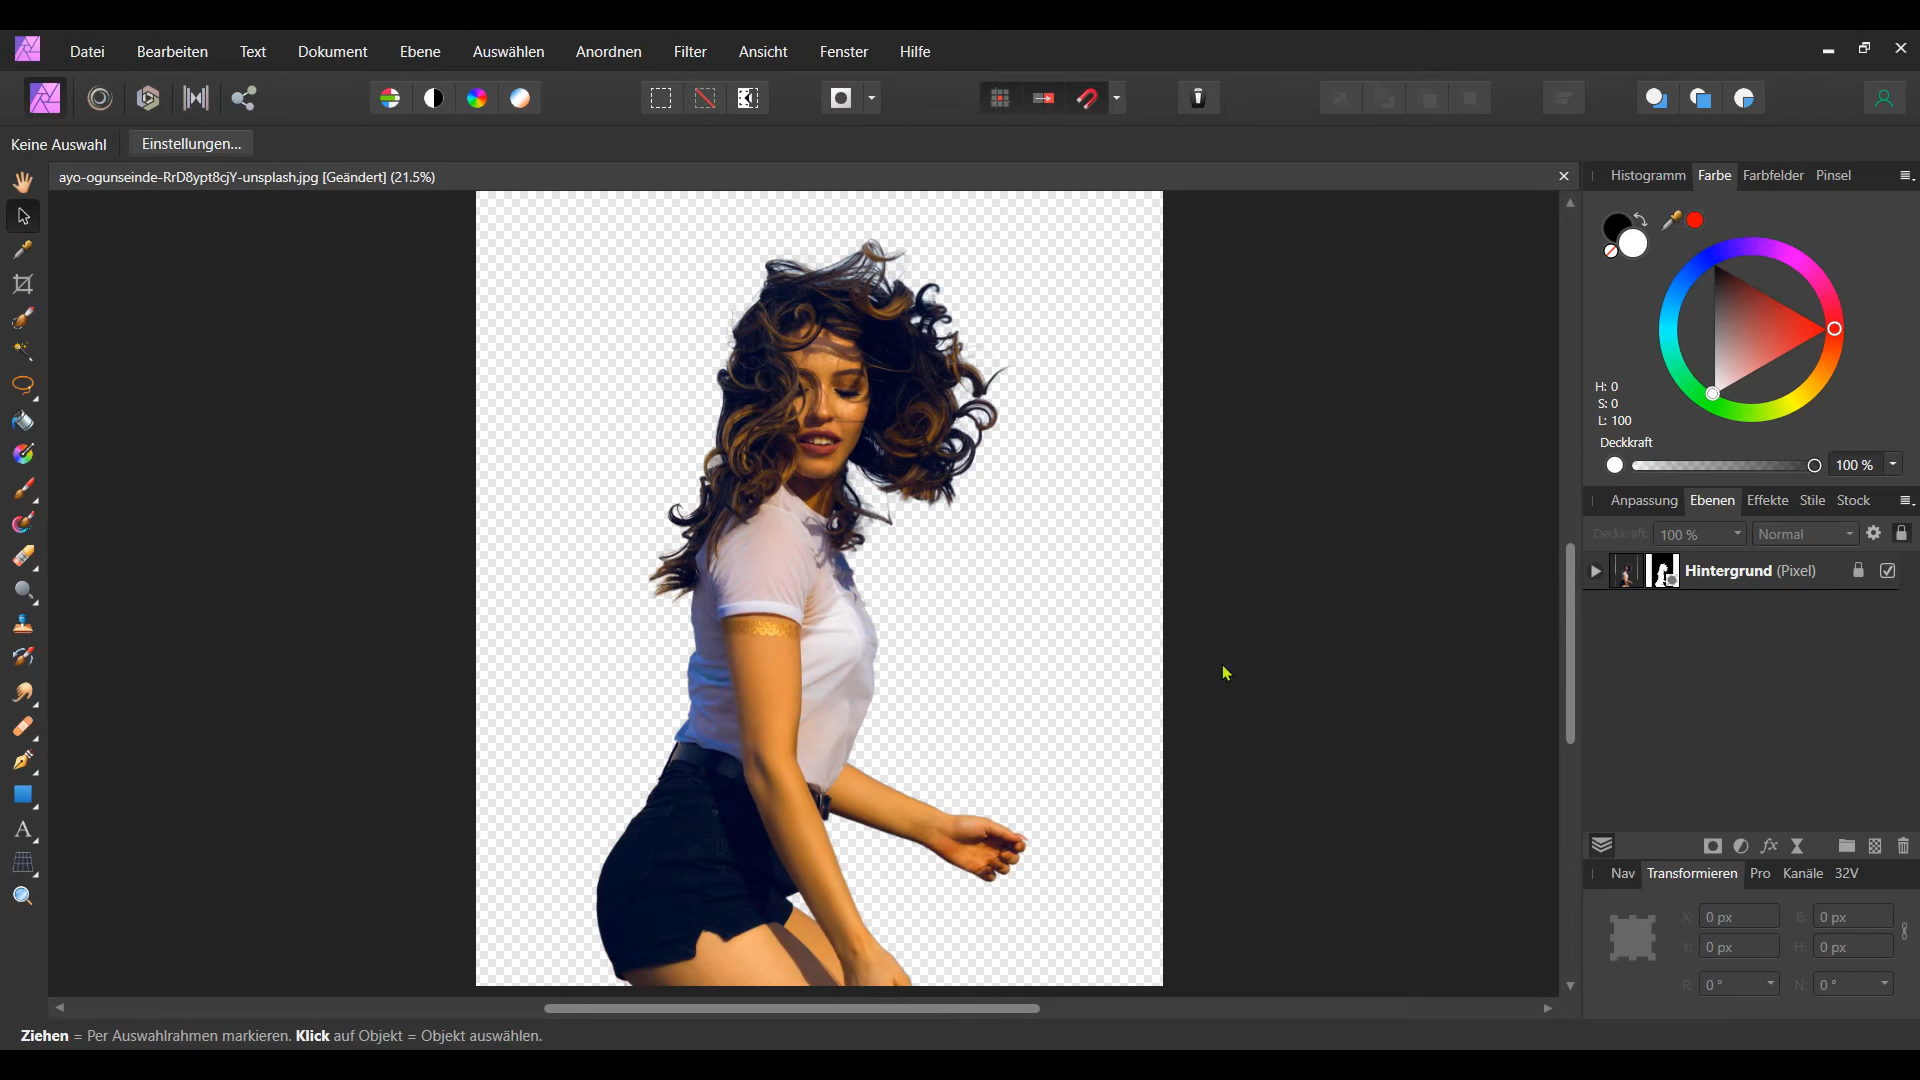 Datei Bearbeiten Text Dokument Ebene Auswählen Anordnen Filter Ansicht Fenster Hilfe
Keine Auswahl Einstellungen...
ayo-ogunseinde-RrD8ypt8cjY-unsplash.jpg [Geändert] (21.5%)
Histogramm Farbe Farbfelder Pinsel
H: 0
S: 0
L: 100
Deckkraft
100 %
Anpassung Ebenen Effekte Stile Stock
Deckkraft: 100 % Normal
Hintergrund (Pixel)
Nav Transformieren Pro Kanäle 32V
X: 0 px B: 0 px
Y: 0 px H: 0 px
R: 0 ° N: 0 °
Ziehen = Per Auswahlrahmen markieren. Klick auf Objekt = Objekt auswählen.